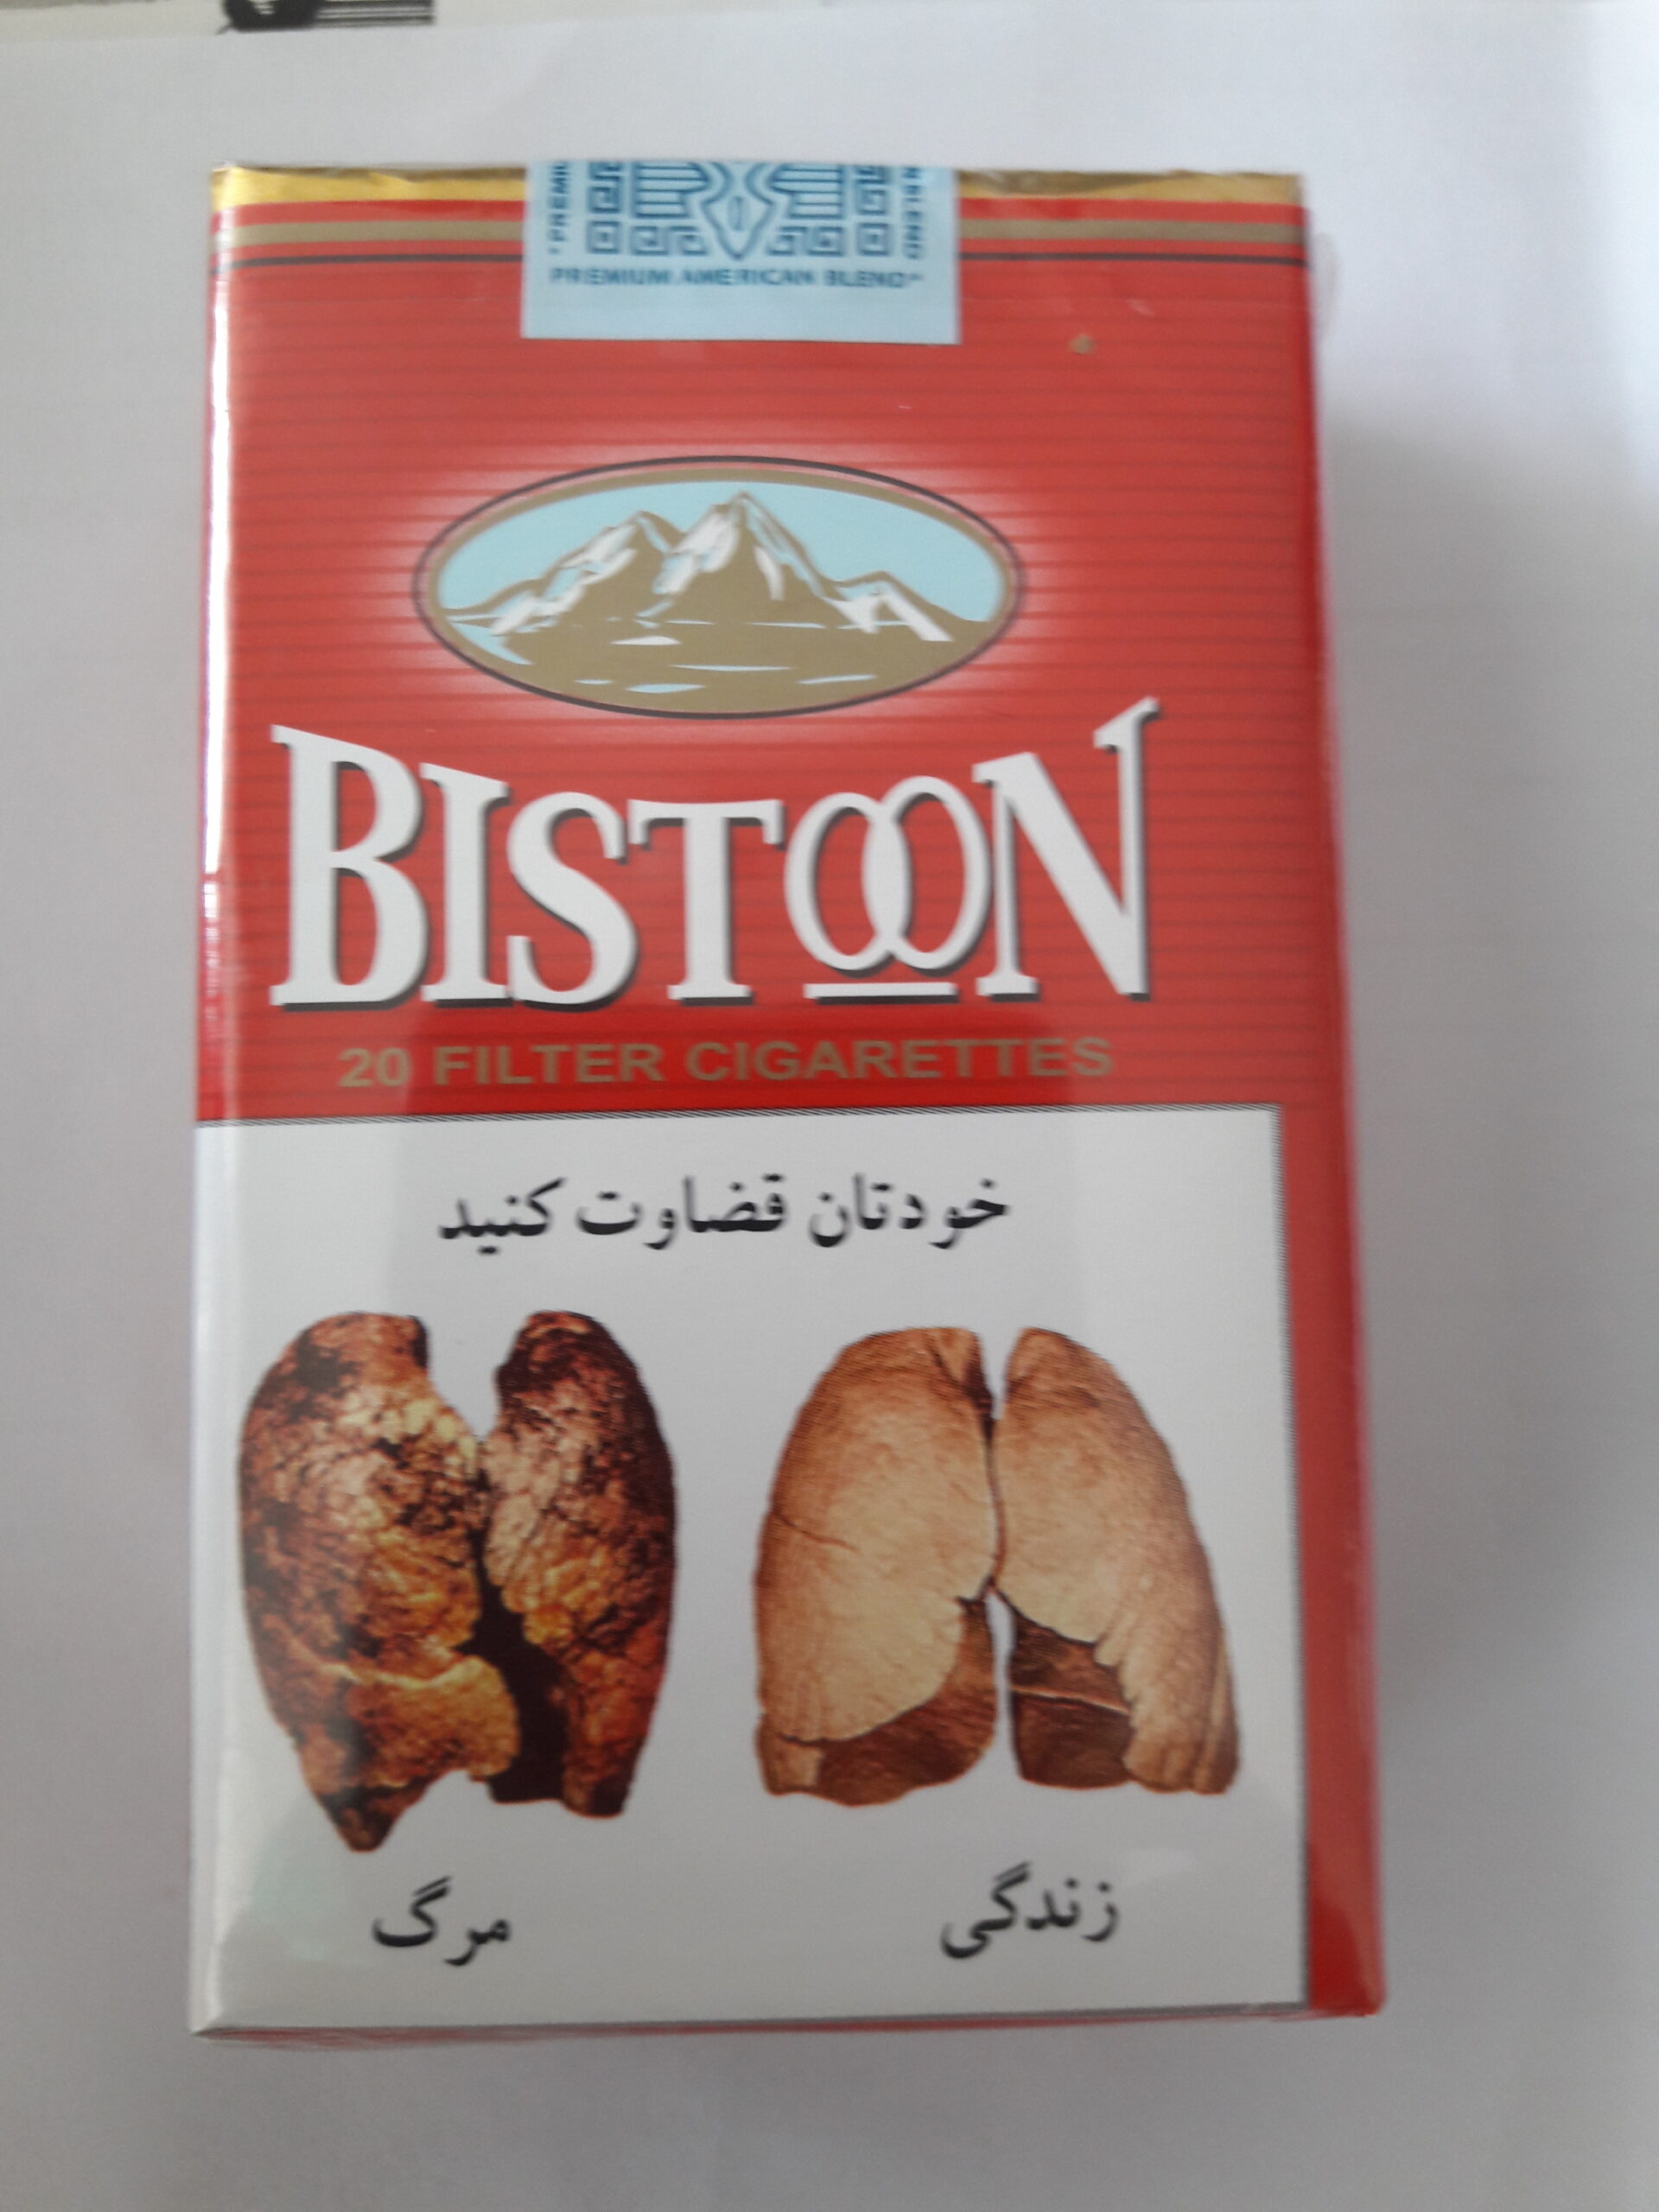 PREMIUM AMERICAN BLEND
BISTOON
20 FILTER CIGARETTES
خودتان قضاوت کنید
زندگی
مرگ